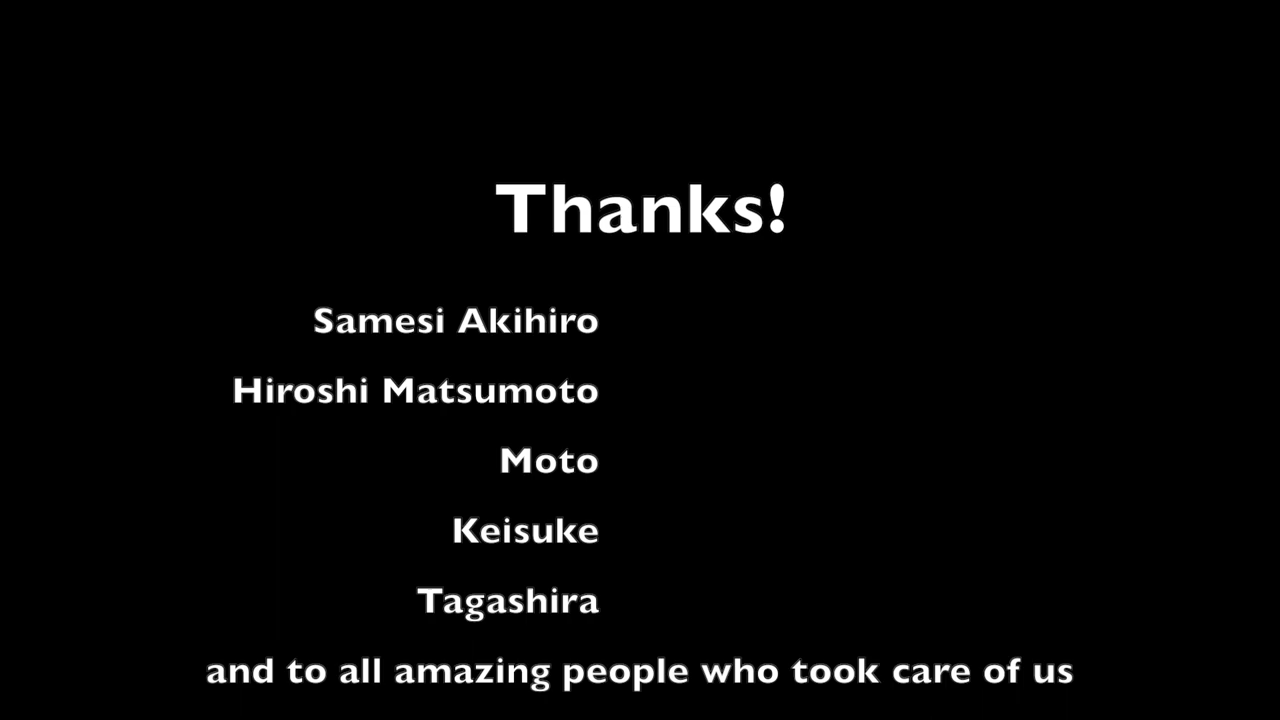 Thanks!
Samesi Akihiro
Hiroshi Matsumoto
Moto
Keisuke
Tagashira
and to all amazing people who took care of us